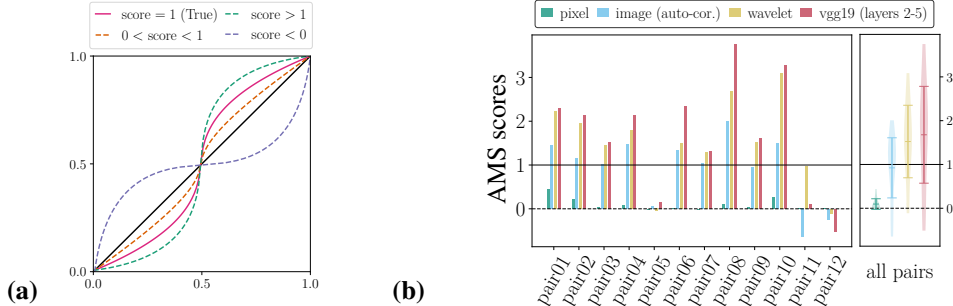 score = 1 (True)
score > 1
0 < score < 1
score < 0
1.0
0.5
0.0
0.0
0.5
1.0
(a)
pixel
image (auto-cor.)
wavelet
vgg19 (layers 2-5)
AMS scores
3
2
1
0
pair01
pair02
pair03
pair04
pair05
pair06
pair07
pair08
pair09
pair10
pair11
pair12
3
2
1
0
all pairs
(b)